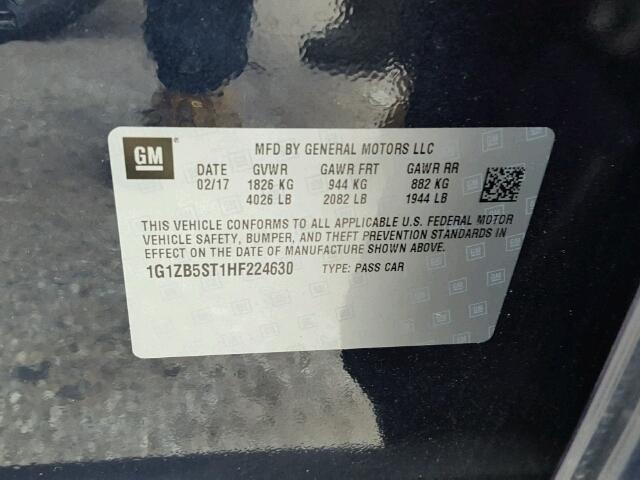 GM
MFD BY GENERAL MOTORS LLC
DATE GVWR GAWR FRT GAWR RR
02/17 1826 KG 944 KG 882 KG
4026 LB 2082 LB 1944 LB
THIS VEHICLE CONFORMS TO ALL APPLICABLE U.S. FEDERAL MOTOR
VEHICLE SAFETY, BUMPER, AND THEFT PREVENTION STANDARDS IN
EFFECT ON THE DATE OF MANUFACTURE SHOWN ABOVE.
1G1ZB5ST1HF224630 TYPE: PASS CAR